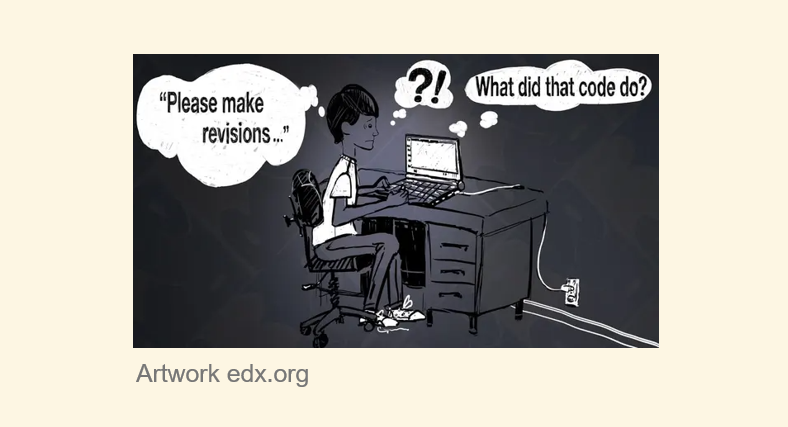 “Please make
revisions...”
?!
What did that code do?
Artwork edx.org